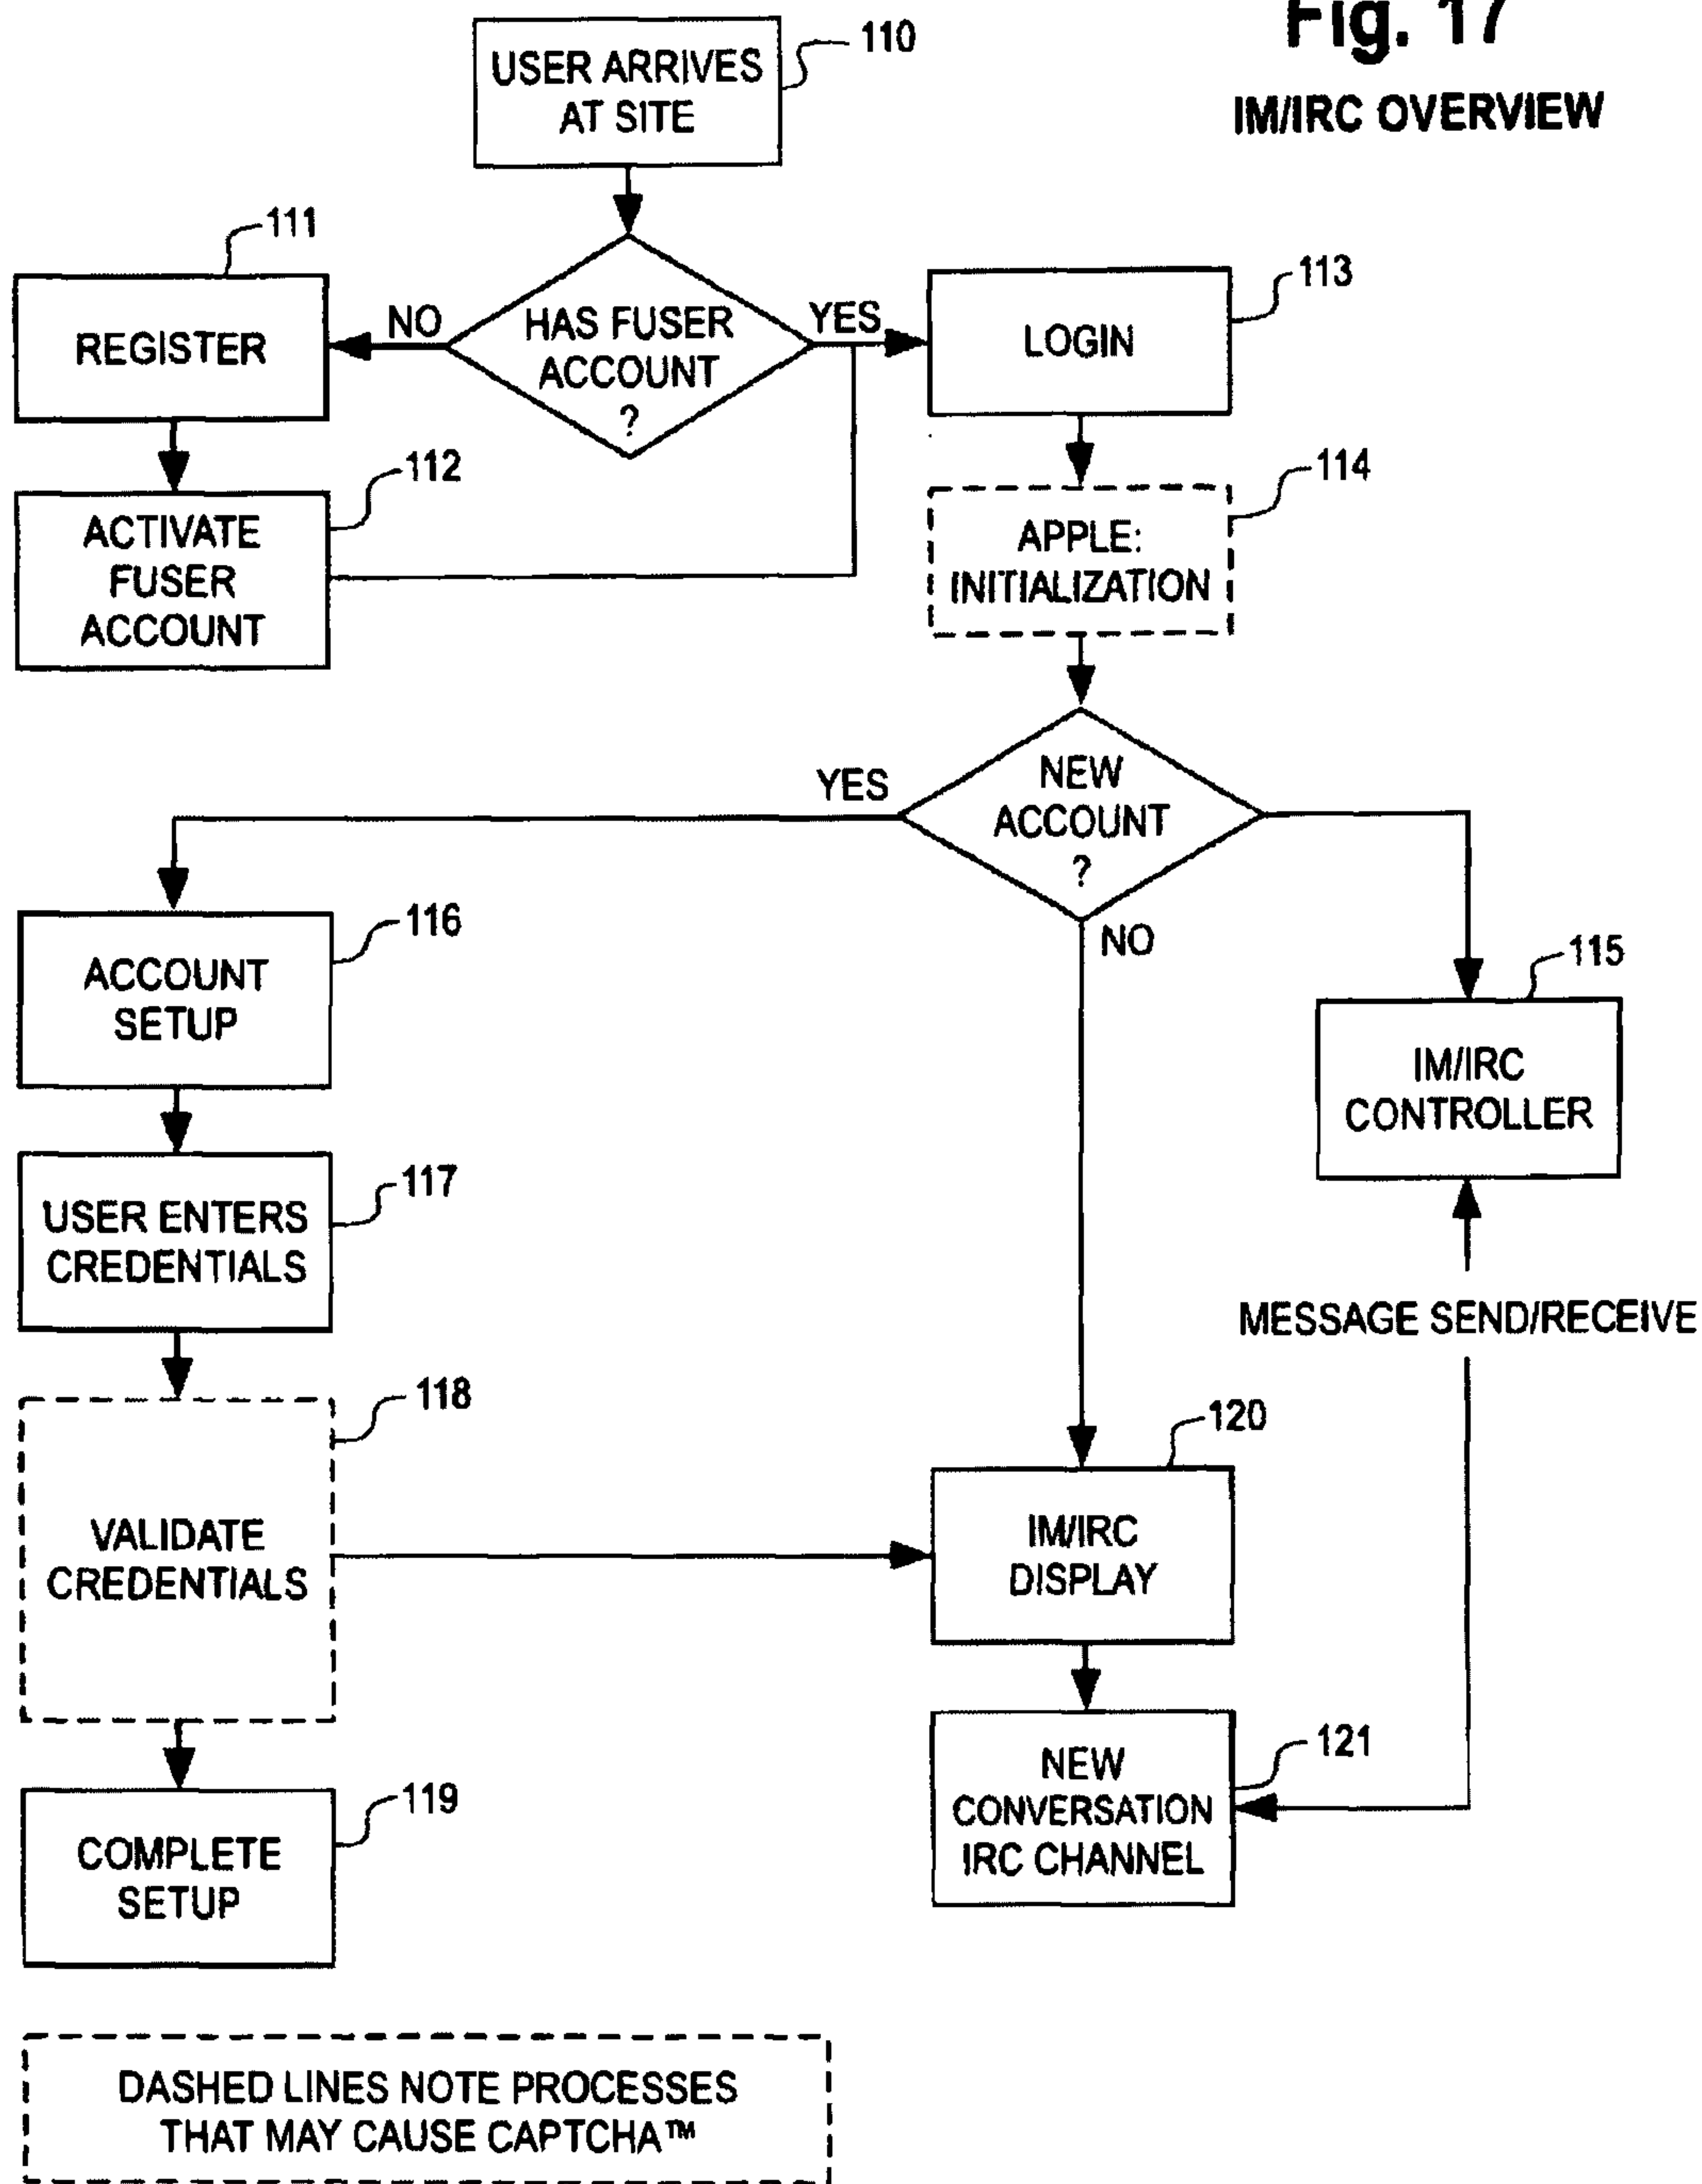 Fig. 17
IM/IRC OVERVIEW
USER ARRIVES
AT SITE
110
111
REGISTER
NO
HAS FUSER
ACCOUNT
?
YES
LOGIN
113
112
ACTIVATE
FUSER
ACCOUNT
114
APPLE:
INITIALIZATION
YES
NEW
ACCOUNT
?
NO
116
ACCOUNT
SETUP
115
IM/IRC
CONTROLLER
117
USER ENTERS
CREDENTIALS
MESSAGE SEND/RECEIVE
118
VALIDATE
CREDENTIALS
120
IM/IRC
DISPLAY
119
COMPLETE
SETUP
121
NEW
CONVERSATION
IRC CHANNEL
DASHED LINES NOTE PROCESSES
THAT MAY CAUSE CAPTCHA™